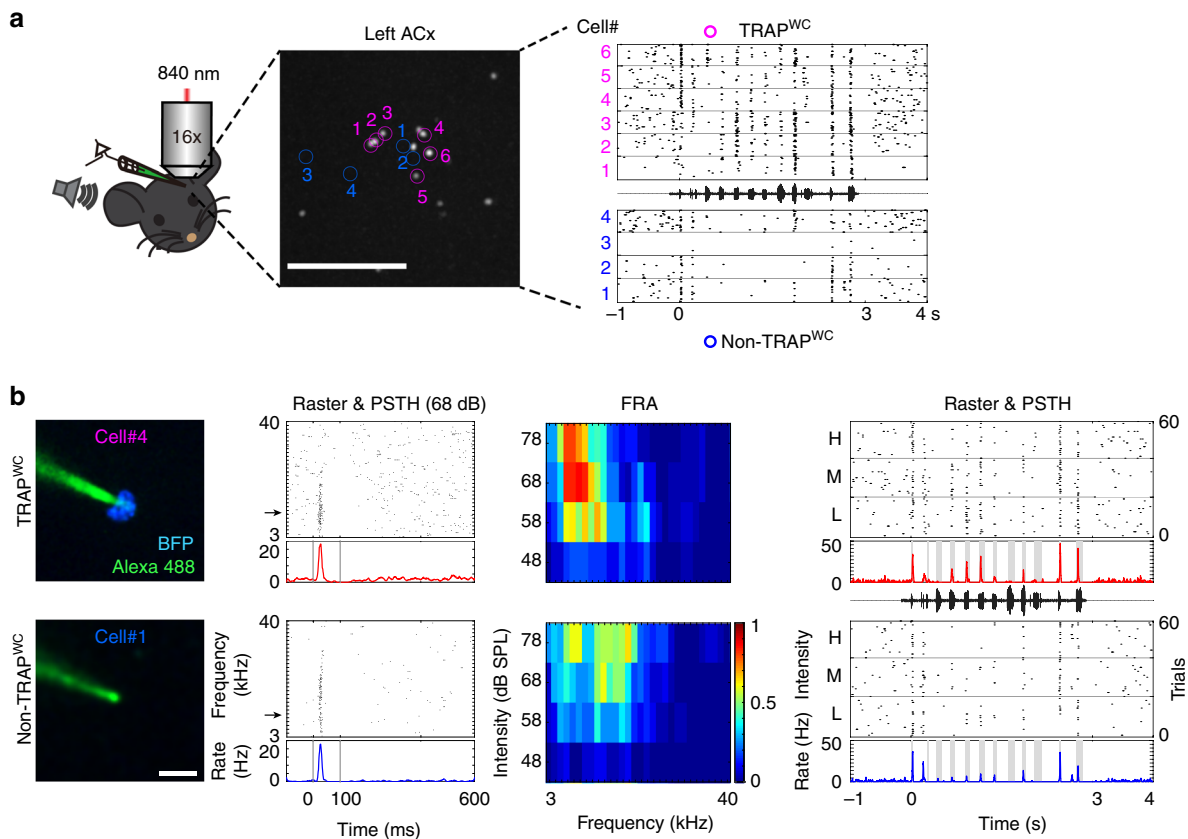 a
840 nm
16x
Left ACx
1 2 3 4 5 6
1 2 3 4
Cell#
TRAP^WC
6
5
4
3
2
1
4
3
2
1
−1 0 3 4 s
Non-TRAP^WC
b
TRAP^WC
Cell#4
BFP
Alexa 488
Non-TRAP^WC
Cell#1
Raster & PSTH (68 dB)
40
3
20
0
Frequency
(kHz)
40
3
Rate
(Hz)
20
0
0 100 600
Time (ms)
FRA
78
68
58
48
Intensity (dB SPL)
78
68
58
48
1
0.5
0
3 40
Frequency (kHz)
Raster & PSTH
H
M
L
60
0
50
0
Intensity
H
M
L
60
Trials
0
Rate (Hz)
50
0
−1 0 3 4
Time (s)